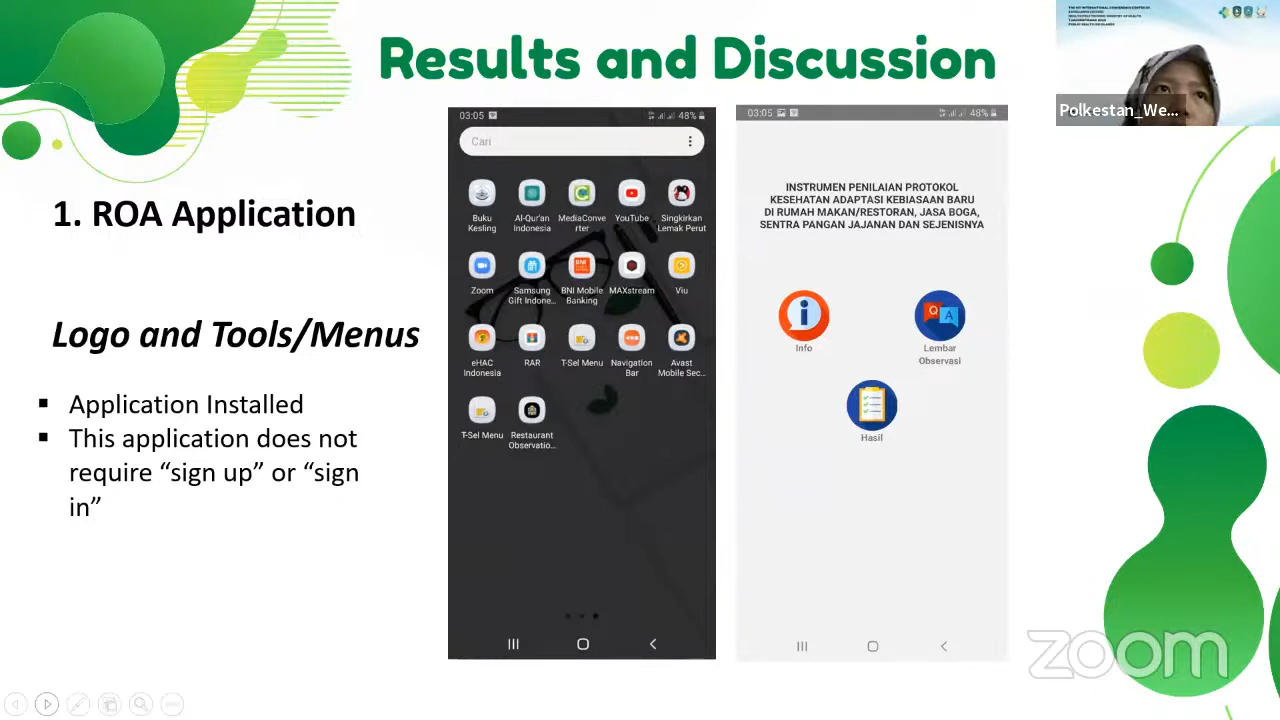 Results and Discussion
1. ROA Application
Logo and Tools/Menus
Application Installed
This application does not
require “sign up” or “sign
in”
03:05
48%
Cari
Buku
Kesling
Al-Qur'an
Indonesia
MediaConve
rter
YouTube
Singkirkan
Lemak Perut
Zoom
Samsung
Gift Indone...
BNI Mobile
Banking
MAXstream
Viu
eHAC
Indonesia
RAR
T-Sel Menu
Navigation
Bar
Avast
Mobile Sec...
T-Sel Menu
Restaurant
Observatio...
03:05
48%
INSTRUMEN PENILAIAN PROTOKOL
KESEHATAN ADAPTASI KEBIASAAN BARU
DI RUMAH MAKAN/RESTORAN, JASA BOGA,
SENTRA PANGAN JAJANAN DAN SEJENISNYA
Info
Q A
Lembar
Observasi
Hasil
Polkestan_We...
zoom